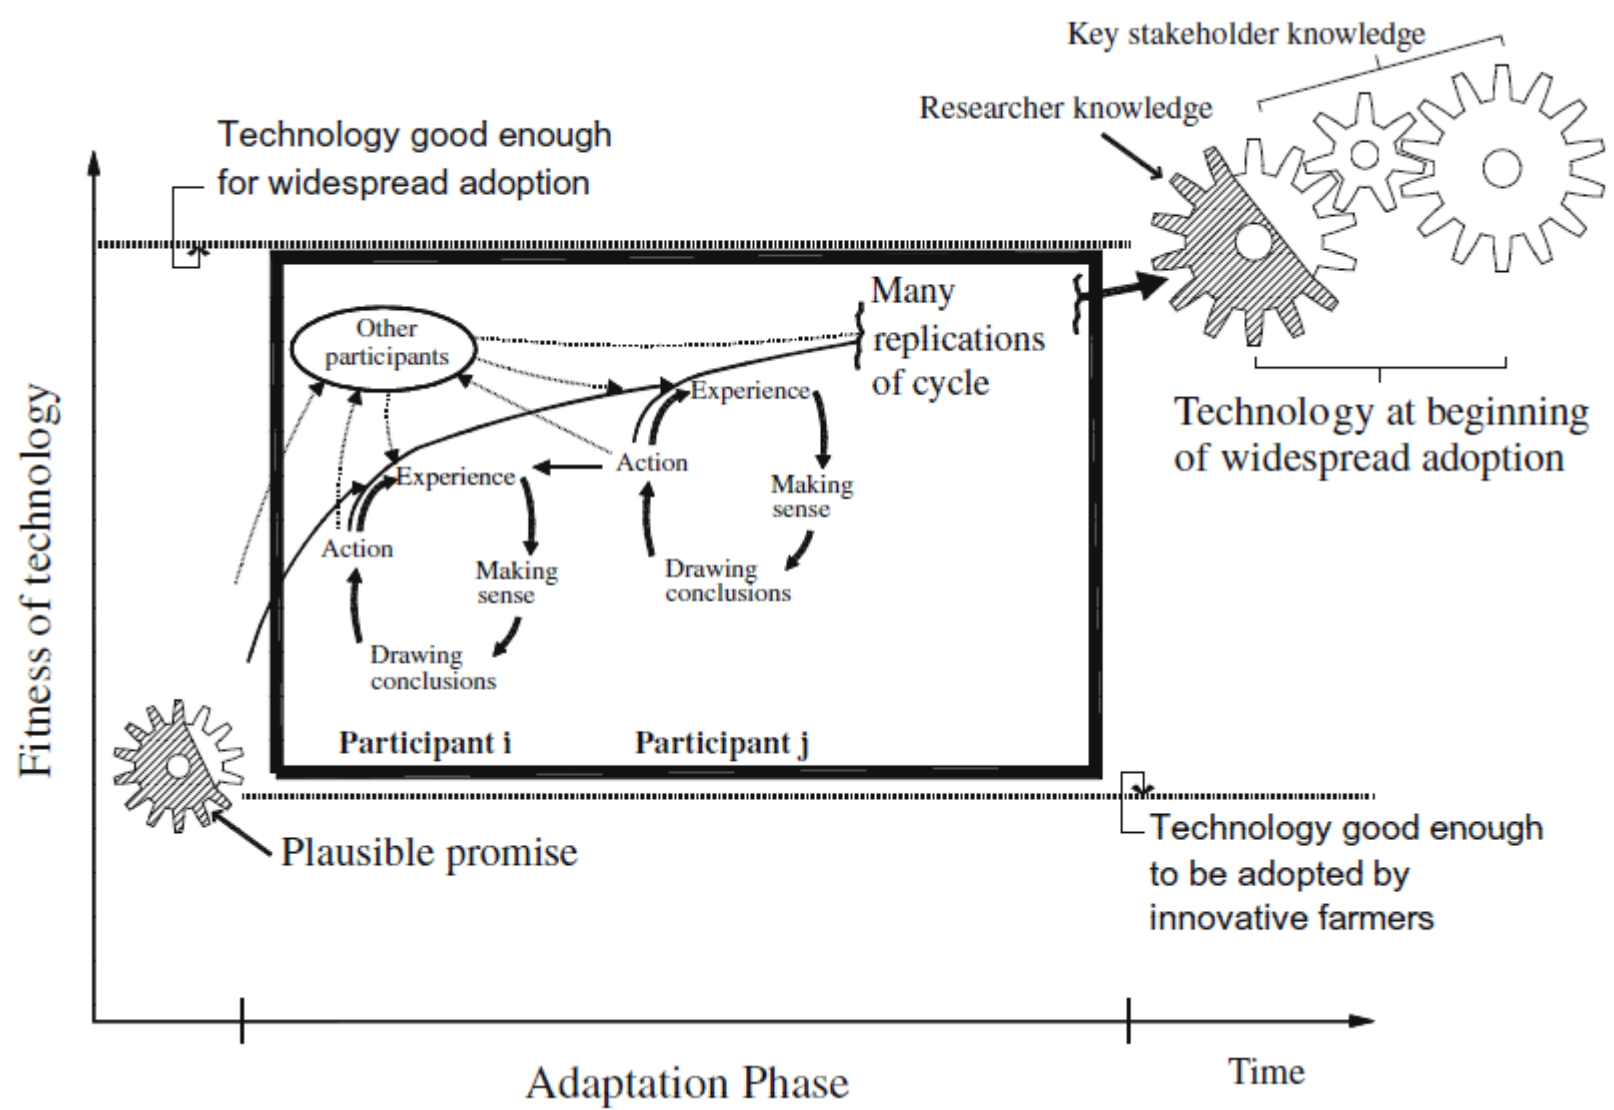 Key stakeholder knowledge
Researcher knowledge
Technology good enough
for widespread adoption
Many
replications
of cycle
Other
participants
Experience
Action
Making
sense
Drawing
conclusions
Experience
Action
Making
sense
Drawing
conclusions
Participant i
Participant j
Technology at beginning
of widespread adoption
Fitness of technology
Plausible promise
Technology good enough
to be adopted by
innovative farmers
Adaptation Phase
Time